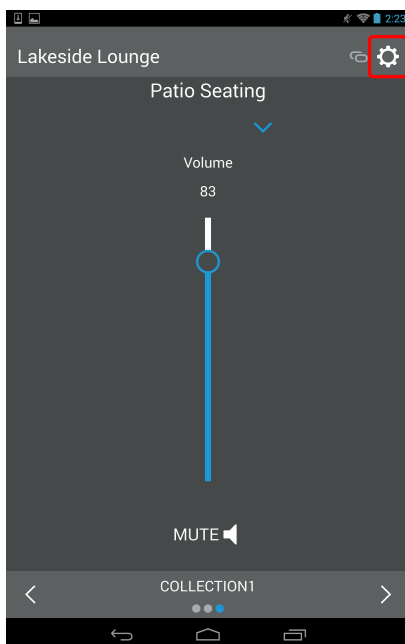 2:23
Lakeside Lounge
Patio Seating
Volume
83
MUTE
COLLECTION1